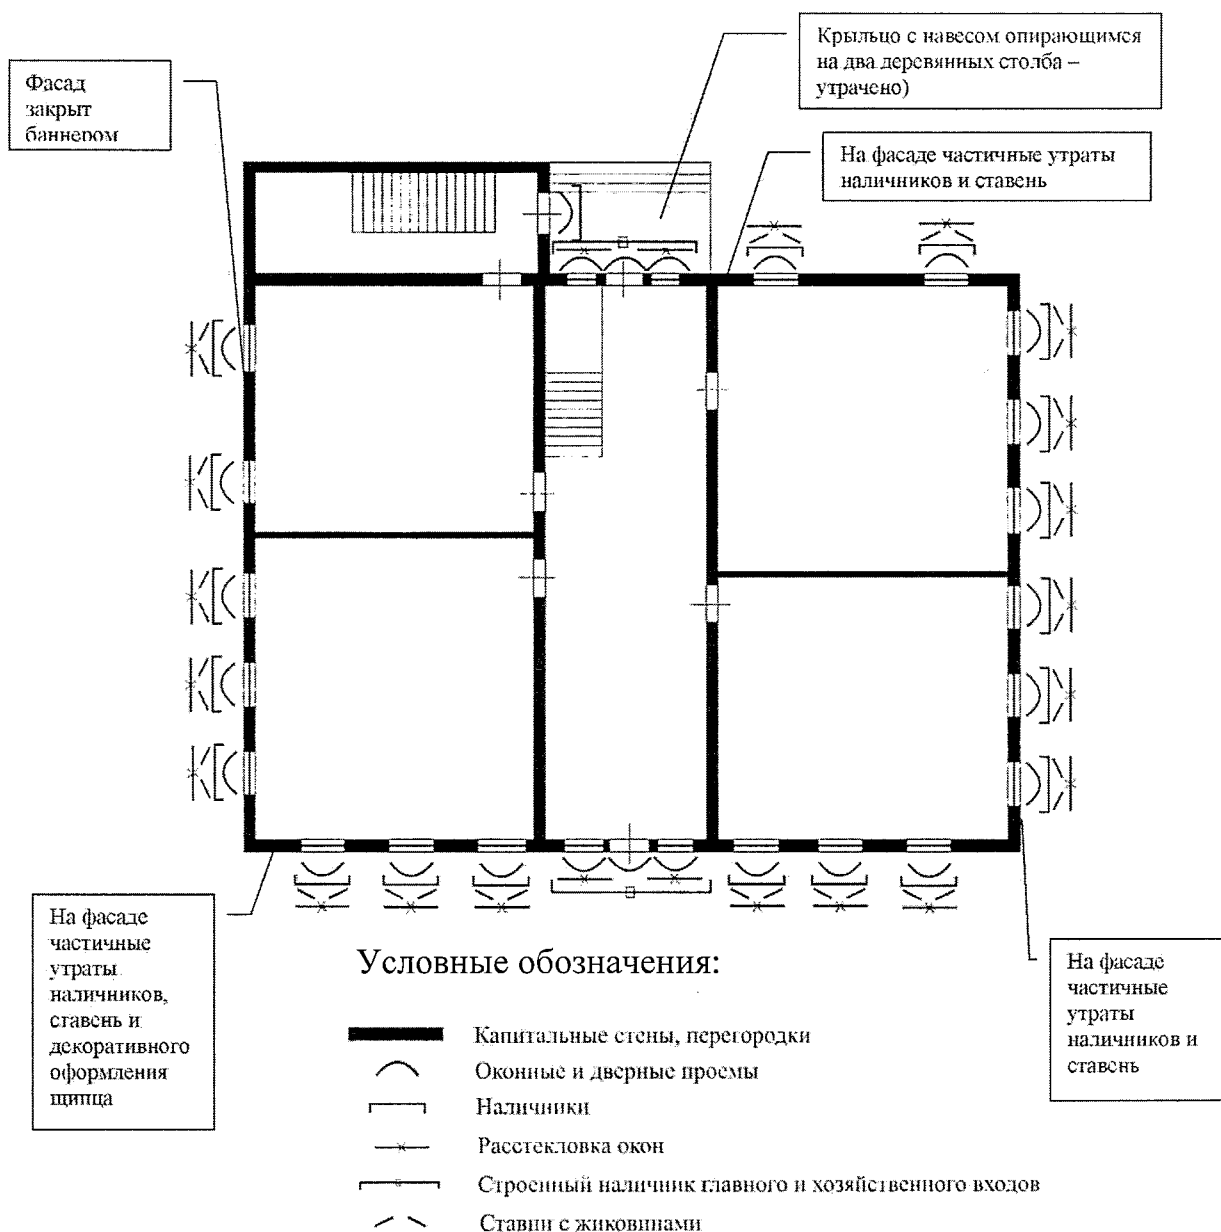 Крыльцо с навесом опирающимся
на два деревянных столба –
утрачено)
Фасад
закрыт
баннером
На фасаде частичные утраты
наличников и ставень
На фасаде
частичные
утраты
наличников,
ставень и
декоративного
оформления
щипца
На фасаде
частичные
утраты
наличников и
ставень
Условные обозначения:
Капитальные стены, перегородки
Оконные и дверные проемы
Наличники
Расстекловка окон
Строенный наличник главного и хозяйственного входов
Ставни с жиковинами